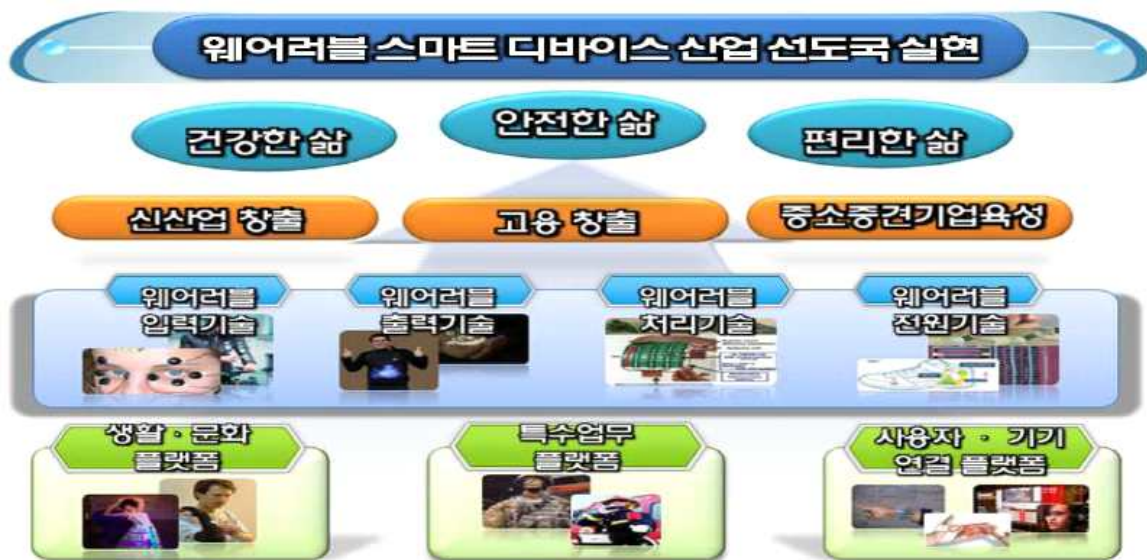 웨어러블 스마트 디바이스 산업 선도국 실현
건강한 삶
안전한 삶
편리한 삶
신산업 창출
고용 창출
중소중견기업육성
웨어러블
입력기술
웨어러블
출력기술
웨어러블
처리기술
웨어러블
전원기술
생활 · 문화
플랫폼
특수업무
플랫폼
사용자 · 기기
연결 플랫폼